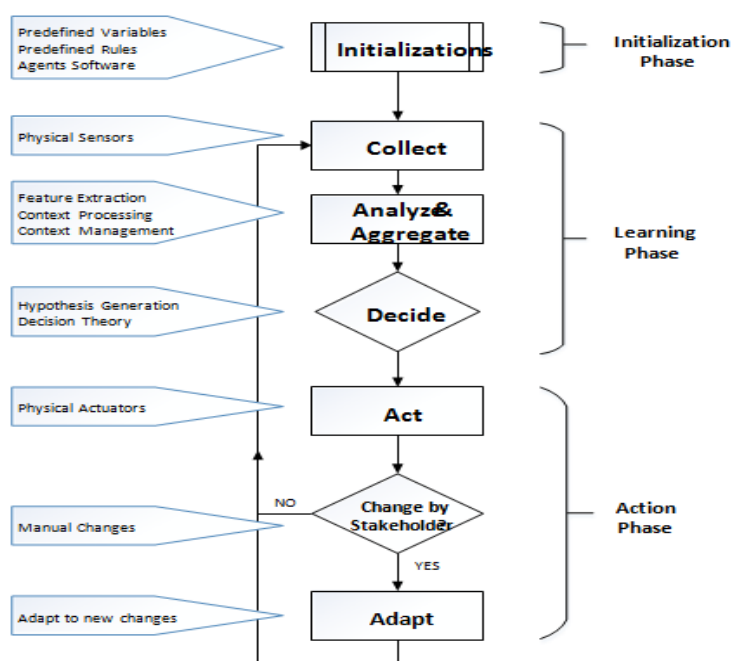 Predefined Variables
Predefined Rules
Agents Software
Initializations
Initialization
Phase
Physical Sensors
Collect
Feature Extraction
Context Processing
Context Management
Analyze&
Aggregate
Learning
Phase
Hypothesis Generation
Decision Theory
Decide
Physical Actuators
Act
NO
Change by
Stakeholder?
Manual Changes
Action
Phase
YES
Adapt to new changes
Adapt